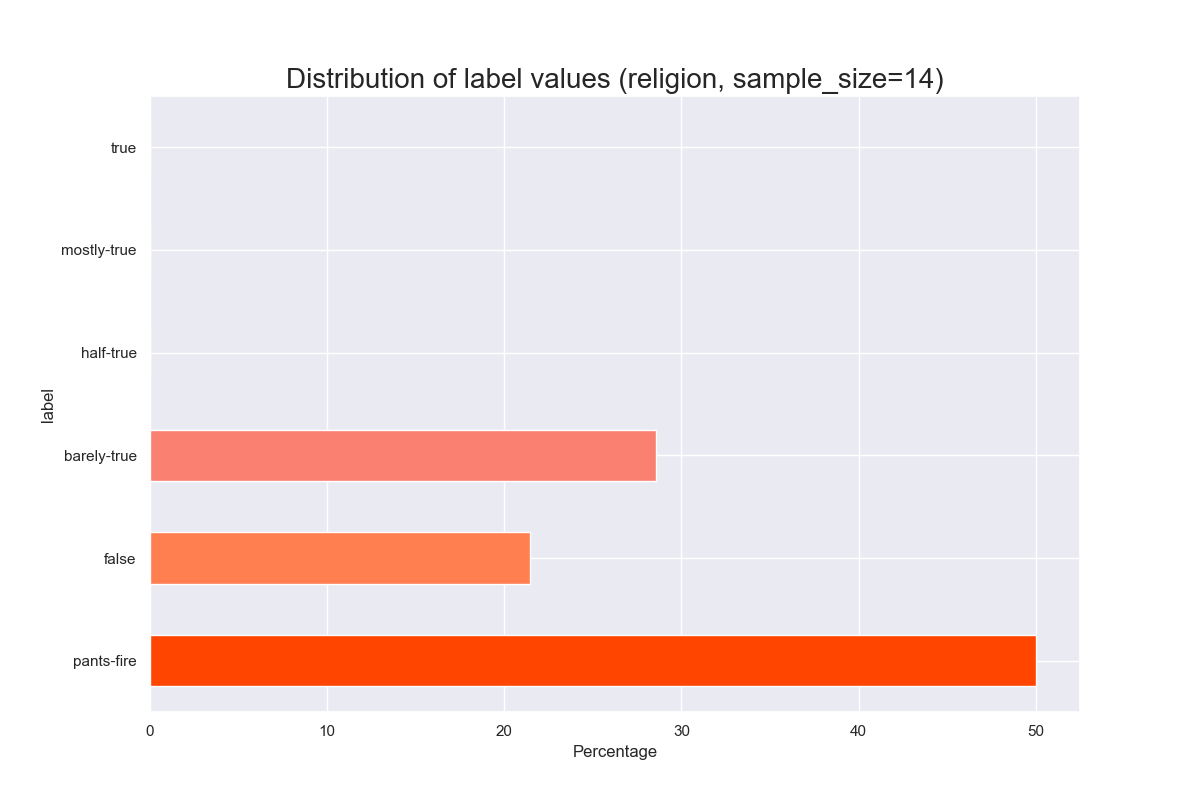 Distribution of label values (religion, sample_size=14)
true
mostly-true
half-true
label
barely-true
false
pants-fire
0 10 20 30 40 50
Percentage